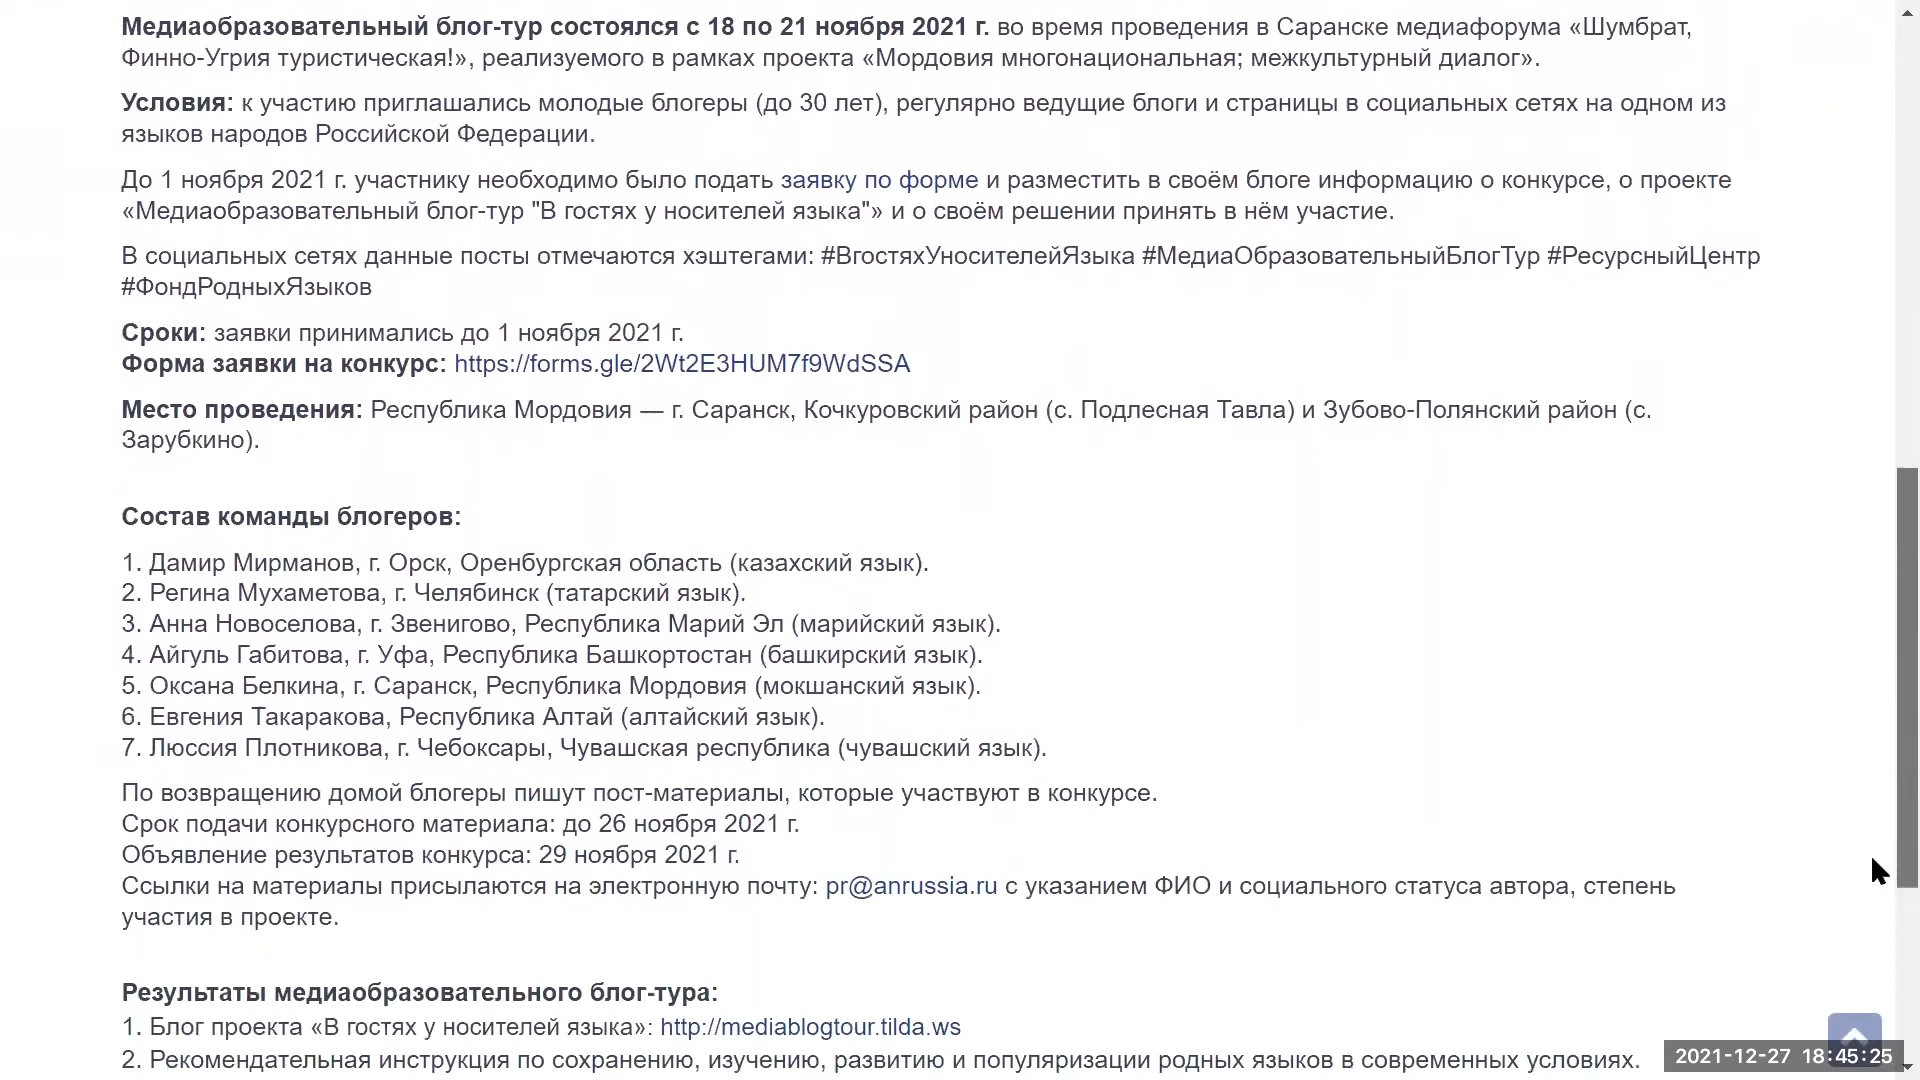 Медиаобразовательный блог-тур состоялся с 18 по 21 ноября 2021 г. во время проведения в Саранске медиафорума «Шумбрат,
Финно-Угрия туристическая!», реализуемого в рамках проекта «Мордовия многонациональная; межкультурный диалог».
Условия: к участию приглашались молодые блогеры (до 30 лет), регулярно ведущие блоги и страницы в социальных сетях на одном из
языков народов Российской Федерации.
До 1 ноября 2021 г. участнику необходимо было подать заявку по форме и разместить в своём блоге информацию о конкурсе, о проекте
«Медиаобразовательный блог-тур "В гостях у носителей языка"» и о своём решении принять в нём участие.
В социальных сетях данные посты отмечаются хэштегами: #ВгостяхУносителейЯзыка #МедиаОбразовательныйБлогТур #РесурсныйЦентр
#ФондРодныхЯзыков
Сроки: заявки принимались до 1 ноября 2021 г.
Форма заявки на конкурс: https://forms.gle/2Wt2E3HUM7f9WdSSA
Место проведения: Республика Мордовия — г. Саранск, Кочкуровский район (с. Подлесная Тавла) и Зубово-Полянский район (с.
Зарубкино).
Состав команды блогеров:
1. Дамир Мирманов, г. Орск, Оренбургская область (казахский язык).
2. Регина Мухаметова, г. Челябинск (татарский язык).
3. Анна Новоселова, г. Звенигово, Республика Марий Эл (марийский язык).
4. Айгуль Габитова, г. Уфа, Республика Башкортостан (башкирский язык).
5. Оксана Белкина, г. Саранск, Республика Мордовия (мокшанский язык).
6. Евгения Такаракова, Республика Алтай (алтайский язык).
7. Люссия Плотникова, г. Чебоксары, Чувашская республика (чувашский язык).
По возвращению домой блогеры пишут пост-материалы, которые участвуют в конкурсе.
Срок подачи конкурсного материала: до 26 ноября 2021 г.
Объявление результатов конкурса: 29 ноября 2021 г.
Ссылки на материалы присылаются на электронную почту: pr@anrussia.ru с указанием ФИО и социального статуса автора, степень
участия в проекте.
Результаты медиаобразовательного блог-тура:
1. Блог проекта «В гостях у носителей языка»: http://mediablogtour.tilda.ws
2. Рекомендательная инструкция по сохранению, изучению, развитию и популяризации родных языков в современных условиях.
2021-12-27 18:45:25